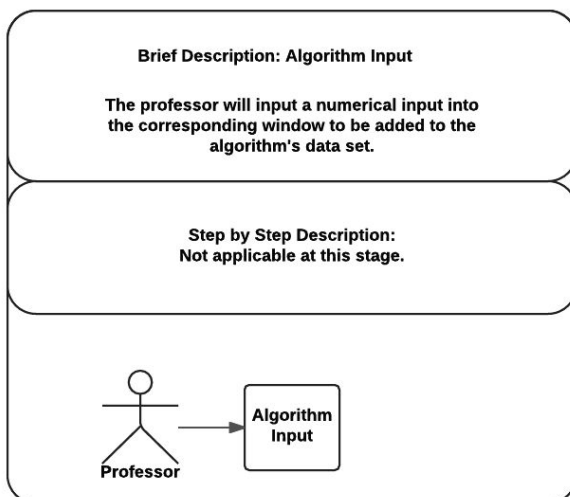 Brief Description: Algorithm Input
The professor will input a numerical input into
the corresponding window to be added to the
algorithm's data set.
Step by Step Description:
Not applicable at this stage.
Algorithm
Input
Professor